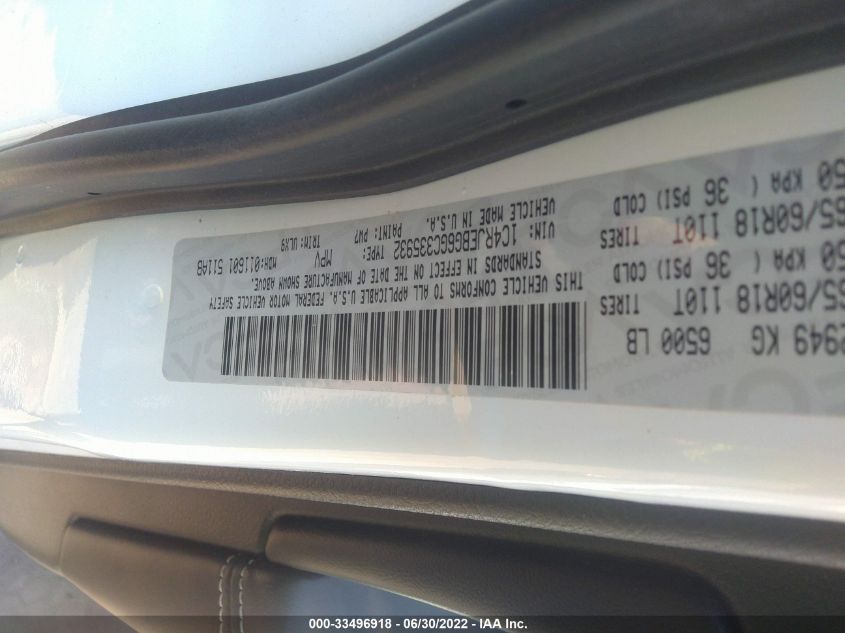 2949 KG 6500 LB
65/60R18 110T TIRES
50 KPA ( 36 PSI) COLD
65/60R18 110T TIRES
50 KPA ( 36 PSI) COLD
THIS VEHICLE CONFORMS TO ALL APPLICABLE U.S.A. FEDERAL MOTOR VEHICLE SAFETY
STANDARDS IN EFFECT ON THE DATE OF MANUFACTURE SHOWN ABOVE.
VIN: 1C4RJEBG6GC335932 TYPE: MPV MDH:011601 511AB
VEHICLE MADE IN U.S.A. PAINT: PW7 TRIM: ULX9
000-33496918 - 06/30/2022 - IAA Inc.